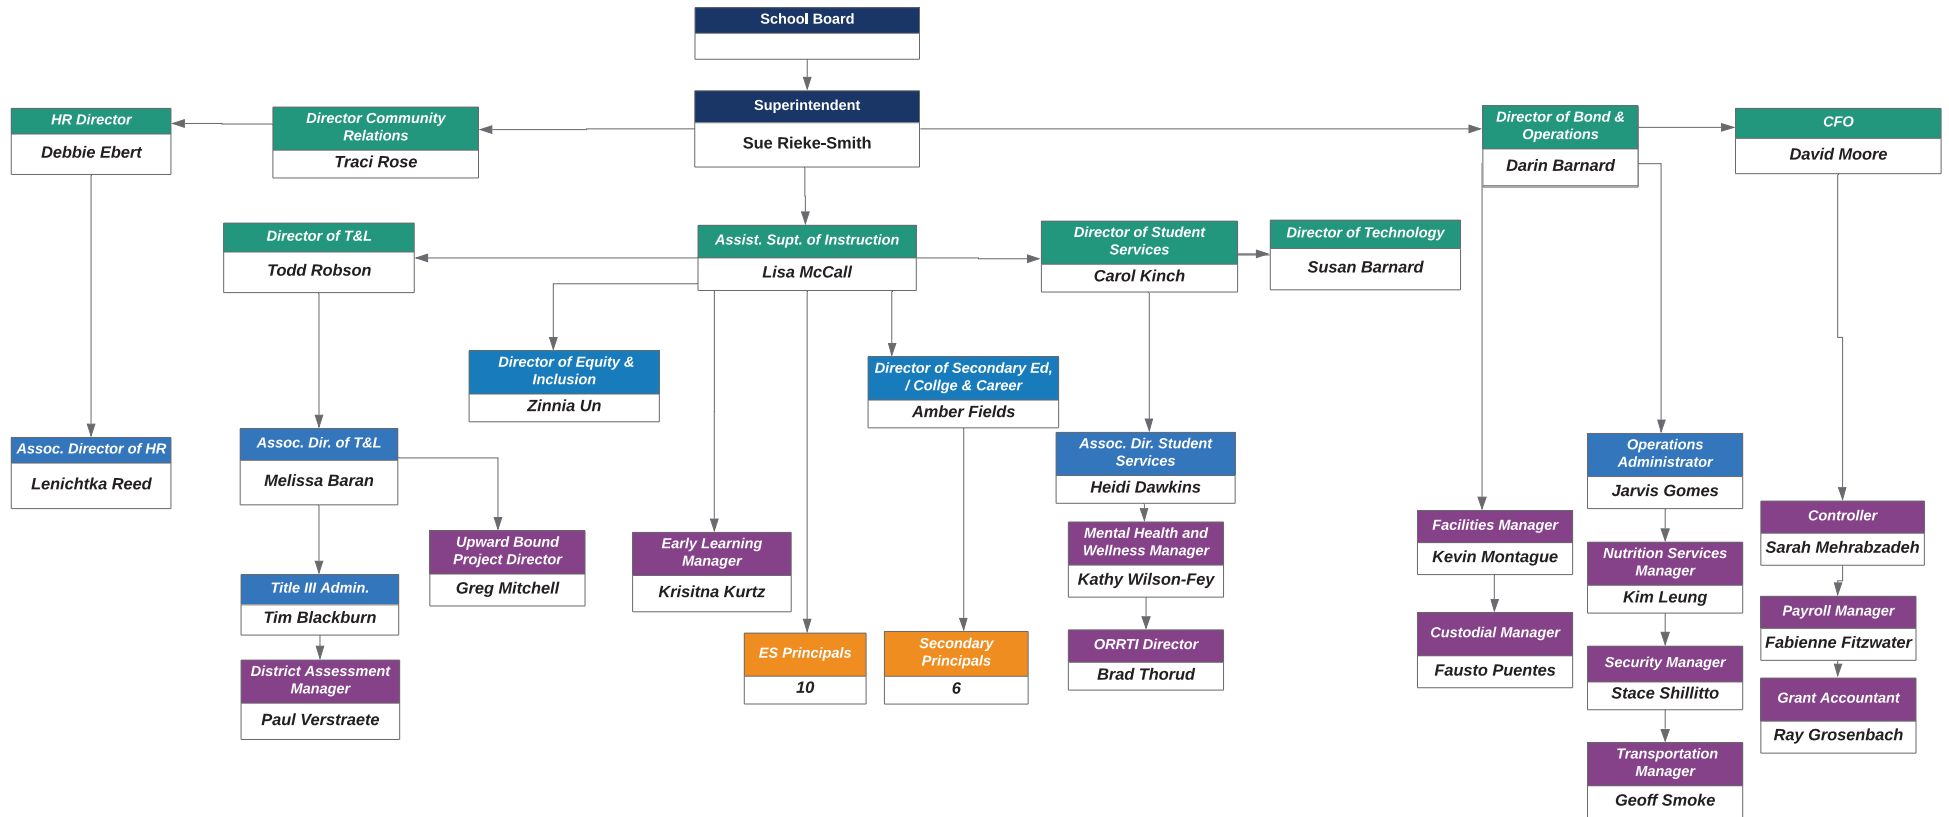 School Board
Superintendent
Sue Rieke-Smith
HR Director
Debbie Ebert
Director Community
Relations
Traci Rose
Director of Bond &
Operations
Darin Barnard
CFO
David Moore
Director of T&L
Todd Robson
Assist. Supt. of Instruction
Lisa McCall
Director of Student
Services
Carol Kinch
Director of Technology
Susan Barnard
Director of Equity &
Inclusion
Zinnia Un
Director of Secondary Ed,
/ Collge & Career
Amber Fields
Assoc. Director of HR
Lenichtka Reed
Assoc. Dir. of T&L
Melissa Baran
Assoc. Dir. Student
Services
Heidi Dawkins
Operations
Administrator
Jarvis Gomes
Upward Bound
Project Director
Greg Mitchell
Early Learning
Manager
Krisitna Kurtz
Mental Health and
Wellness Manager
Kathy Wilson-Fey
Facilities Manager
Kevin Montague
Nutrition Services
Manager
Kim Leung
Controller
Sarah Mehrabzadeh
Title III Admin.
Tim Blackburn
ES Principals
10
Secondary
Principals
6
ORRTI Director
Brad Thorud
Custodial Manager
Fausto Puentes
Security Manager
Stace Shillitto
Payroll Manager
Fabienne Fitzwater
District Assessment
Manager
Paul Verstraete
Grant Accountant
Ray Grosenbach
Transportation
Manager
Geoff Smoke